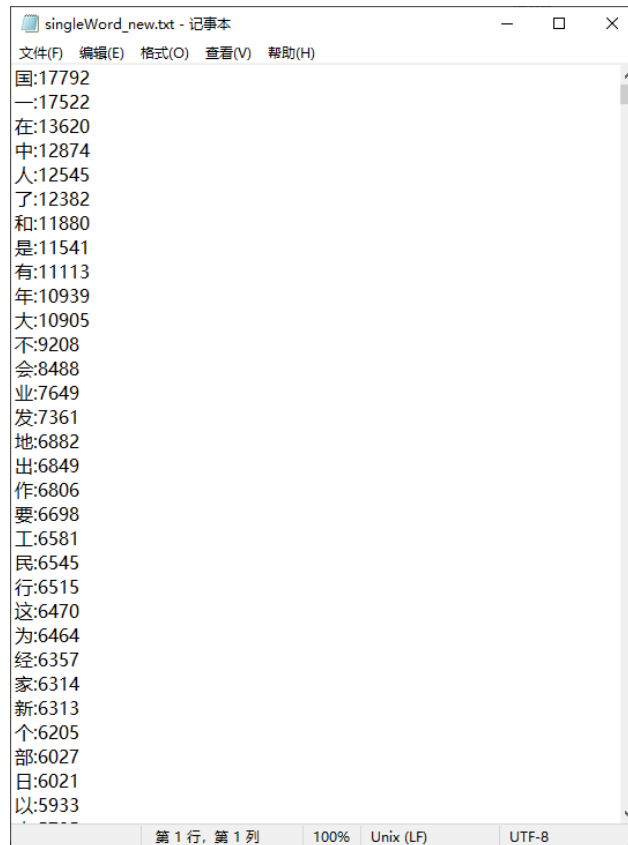 singleWord_new.txt - 记事本
文件(F) 编辑(E) 格式(O) 查看(V) 帮助(H)
国:17792
一:17522
在:13620
中:12874
人:12545
了:12382
和:11880
是:11541
有:11113
年:10939
大:10905
不:9208
会:8488
业:7649
发:7361
地:6882
出:6849
作:6806
要:6698
工:6581
民:6545
行:6515
这:6470
为:6464
经:6357
家:6314
新:6313
个:6205
部:6027
日:6021
以:5933
第 1 行, 第 1 列 100% Unix (LF) UTF-8